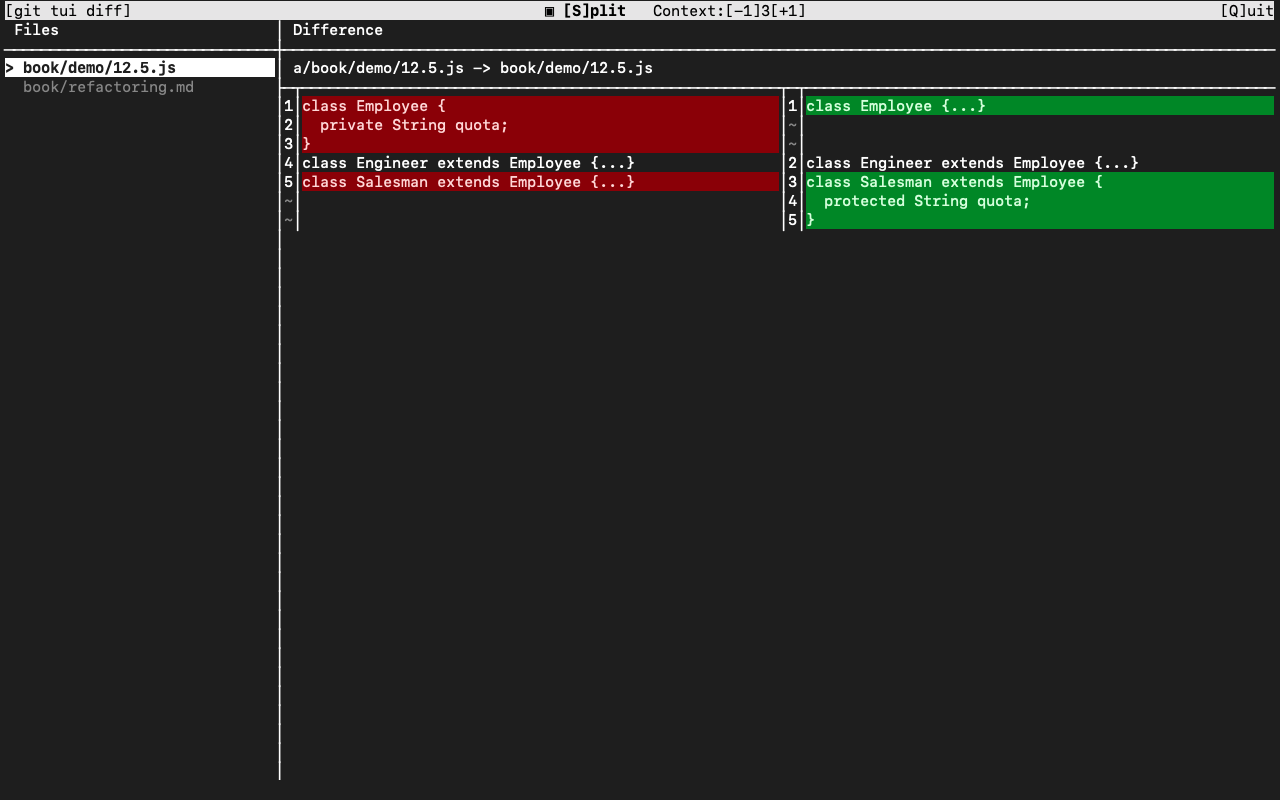 [git tui diff] ▣ [S]plit Context:[-1]3[+1] [Q]uit
Files
> book/demo/12.5.js
book/refactoring.md
Difference
a/book/demo/12.5.js -> book/demo/12.5.js
1 class Employee {
2   private String quota;
3 }
4 class Engineer extends Employee {...}
5 class Salesman extends Employee {...}
~
~
1 class Employee {...}
~
~
2 class Engineer extends Employee {...}
3 class Salesman extends Employee {
4   protected String quota;
5 }